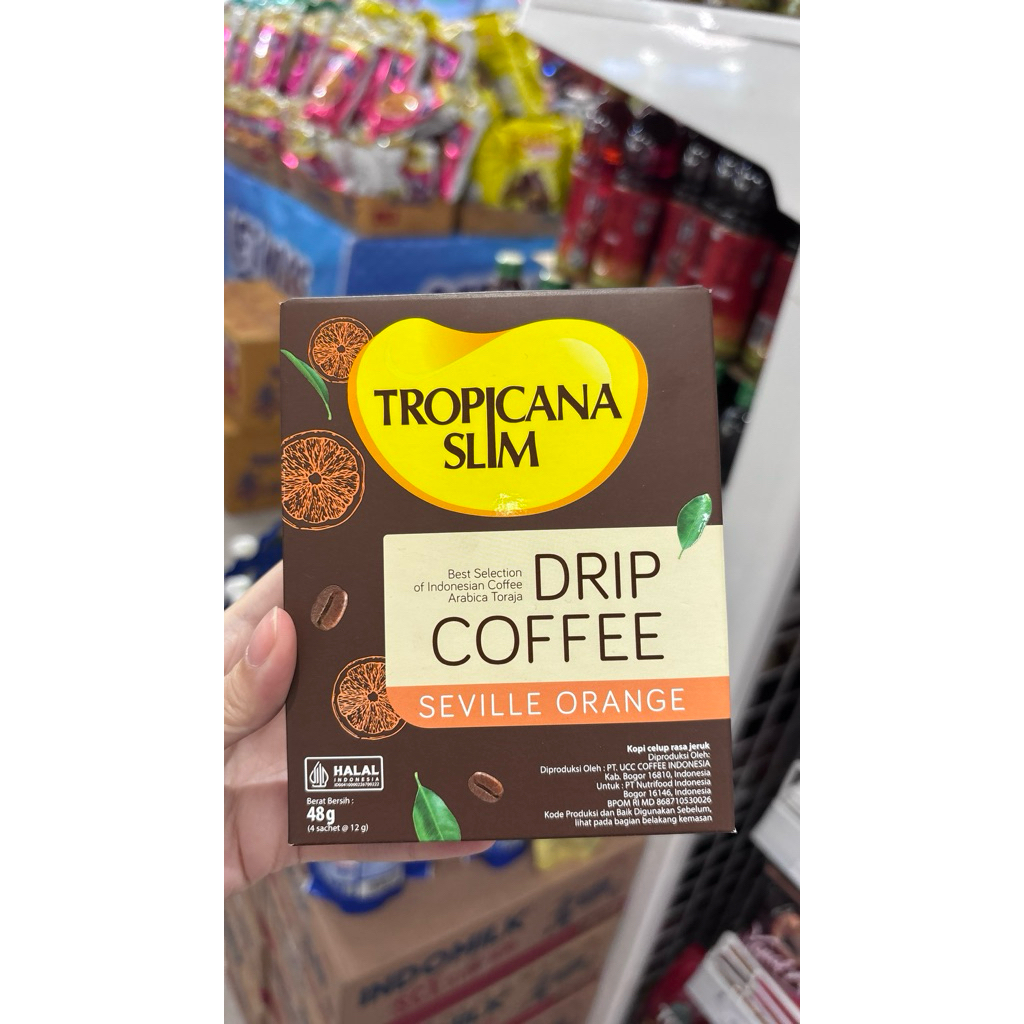 TROPICANA
SLIM
Best Selection
of Indonesian Coffee
Arabica Toraja
DRIP
COFFEE
SEVILLE ORANGE
HALAL
INDONESIA
Berat Bersih :
48g
(4 sachet @ 12 g)
Kopi celup rasa jeruk
Diproduksi Oleh:
Diproduksi Oleh : PT. UCC COFFEE INDONESIA
Kab. Bogor 16810, Indonesia
Untuk : PT Nutrifood Indonesia
Bogor 16146, Indonesia
BPOM RI MD 868710530026
Kode Produksi dan Baik Digunakan Sebelum,
lihat pada bagian belakang kemasan
INDOMILK